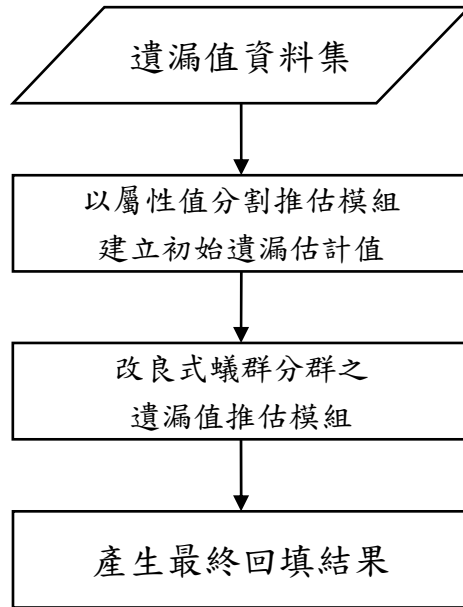 遺漏值資料集
以屬性值分割推估模組
建立初始遺漏估計值
改良式蟻群分群之
遺漏值推估模組
產生最終回填結果